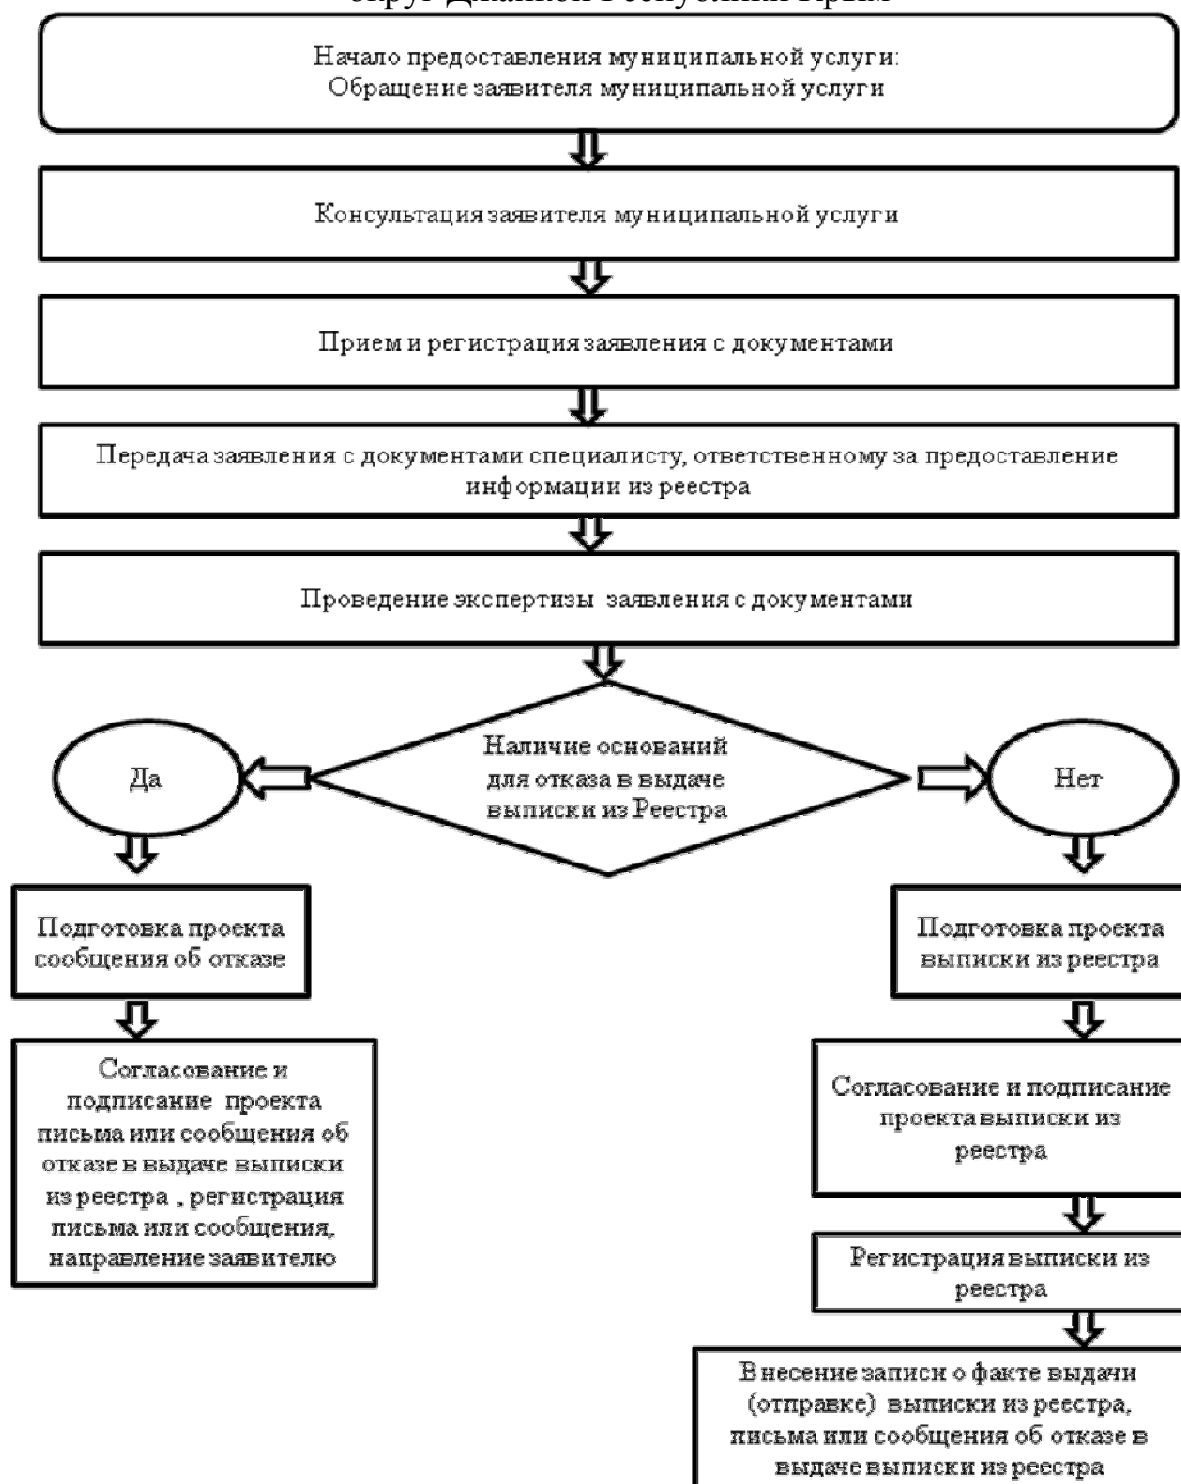 округ Джанкой Республики Крым
Начало предоставления муниципальной услуги:
Обращение заявителя муниципальной услуги
Консультация заявителя муниципальной услуги
Прием и регистрация заявления с документами
Передача заявления с документами специалисту, ответственному за предоставление
информации из реестра
Проведение экспертизы заявления с документами
Наличие оснований
для отказа в выдаче
выписки из Реестра
Да
Нет
Подготовка проекта
сообщения об отказе
Подготовка проекта
выписки из реестра
Согласование и
подписание проекта
письма или сообщения об
отказе в выдаче выписки
из реестра , регистрация
письма или сообщения,
направление заявителю
Согласование и подписание
проекта выписки из
реестра
Регистрация выписки из
реестра
Внесение записи о факте выдачи
(отправке) выписки из реестра,
письма или сообщения об отказе в
выдаче выписки из реестра